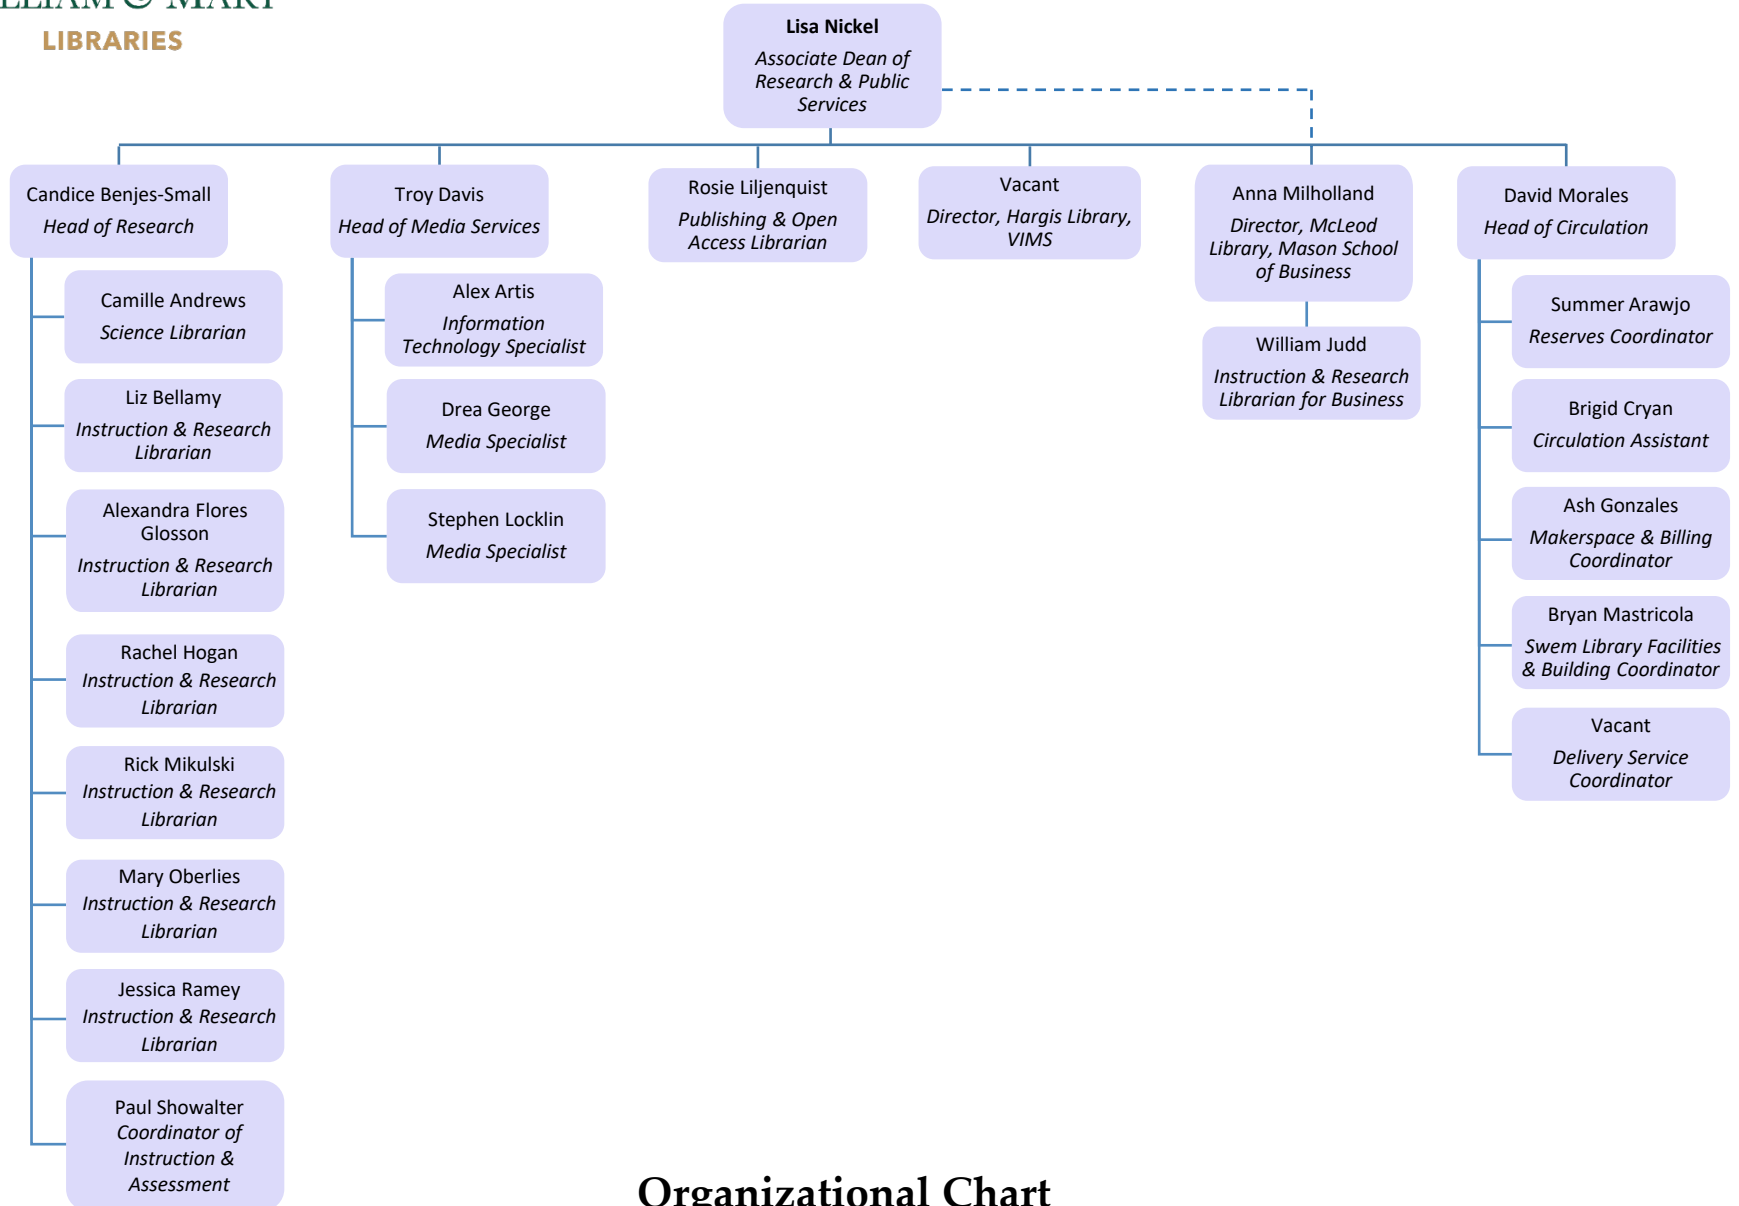 LIBRARIES
Lisa Nickel
Associate Dean of
Research & Public
Services
Candice Benjes-Small
Head of Research
Troy Davis
Head of Media Services
Rosie Liljenquist
Publishing & Open
Access Librarian
Vacant
Director, Hargis Library,
VIMS
Anna Milholland
Director, McLeod
Library, Mason School
of Business
David Morales
Head of Circulation
Camille Andrews
Science Librarian
Liz Bellamy
Instruction & Research
Librarian
Alexandra Flores
Glosson
Instruction & Research
Librarian
Rachel Hogan
Instruction & Research
Librarian
Rick Mikulski
Instruction & Research
Librarian
Mary Oberlies
Instruction & Research
Librarian
Jessica Ramey
Instruction & Research
Librarian
Paul Showalter
Coordinator of
Instruction &
Assessment
Alex Artis
Information
Technology Specialist
Drea George
Media Specialist
Stephen Locklin
Media Specialist
William Judd
Instruction & Research
Librarian for Business
Summer Arawjo
Reserves Coordinator
Brigid Cryan
Circulation Assistant
Ash Gonzales
Makerspace & Billing
Coordinator
Bryan Mastricola
Swem Library Facilities
& Building Coordinator
Vacant
Delivery Service
Coordinator
Organizational Chart